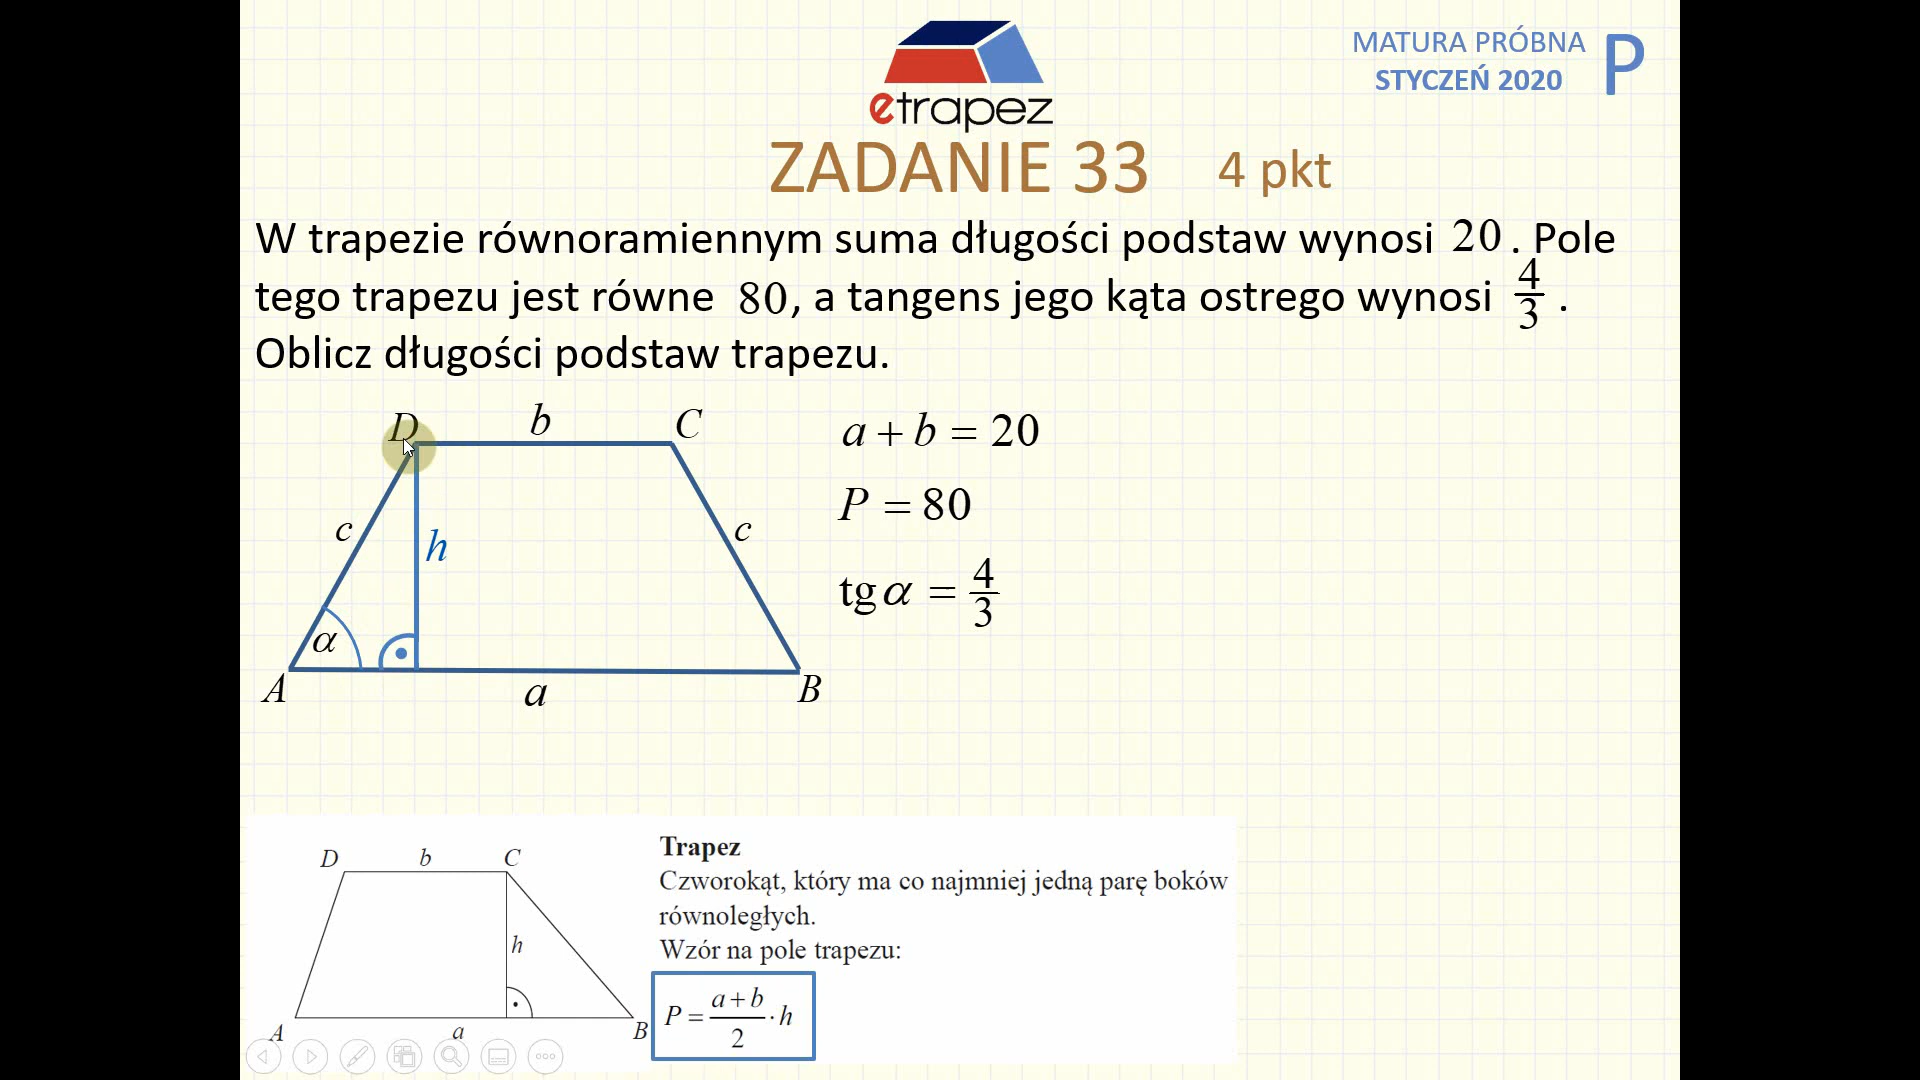 etrapez
MATURA PRÓBNA
STYCZEŃ 2020
P
ZADANIE 33 4 pkt
W trapezie równoramiennym suma długości podstaw wynosi 20. Pole
tego trapezu jest równe 80, a tangens jego kąta ostrego wynosi 4/3.
Oblicz długości podstaw trapezu.
D b C
c h c
α
A a B
a + b = 20
P = 80
tg α = 4/3
D b C
h
A a B
Trapez
Czworokąt, który ma co najmniej jedną parę boków
równoległych.
Wzór na pole trapezu:
P = (a + b)/2 · h